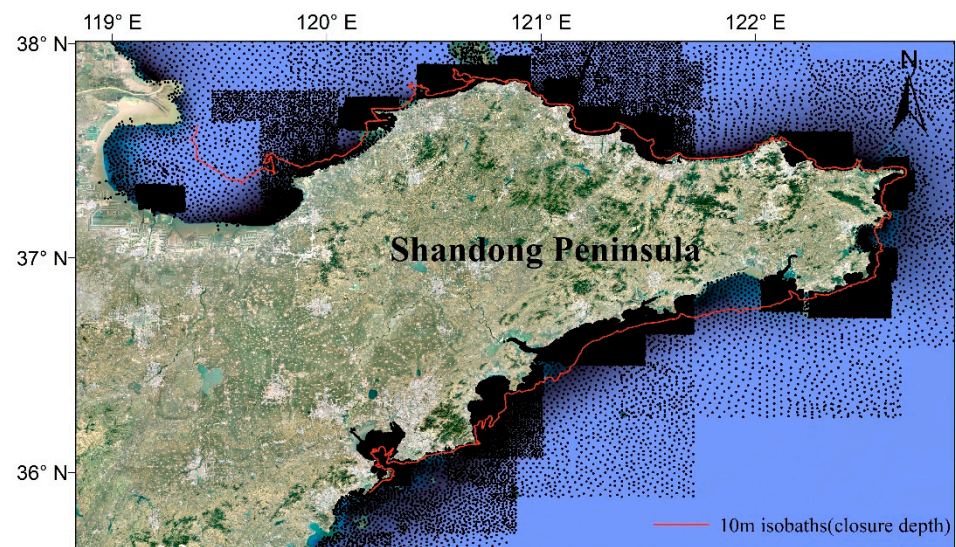 119° E 120° E 121° E 122° E
38° N
N
Shandong Peninsula
37° N
36° N
10m isobaths(closure depth)